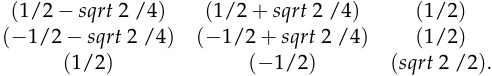 (1/2 − sqrt 2 /4) (1/2 + sqrt 2 /4) (1/2)
(−1/2 − sqrt 2 /4) (−1/2 + sqrt 2 /4) (1/2)
(1/2) (−1/2) (sqrt 2 /2).